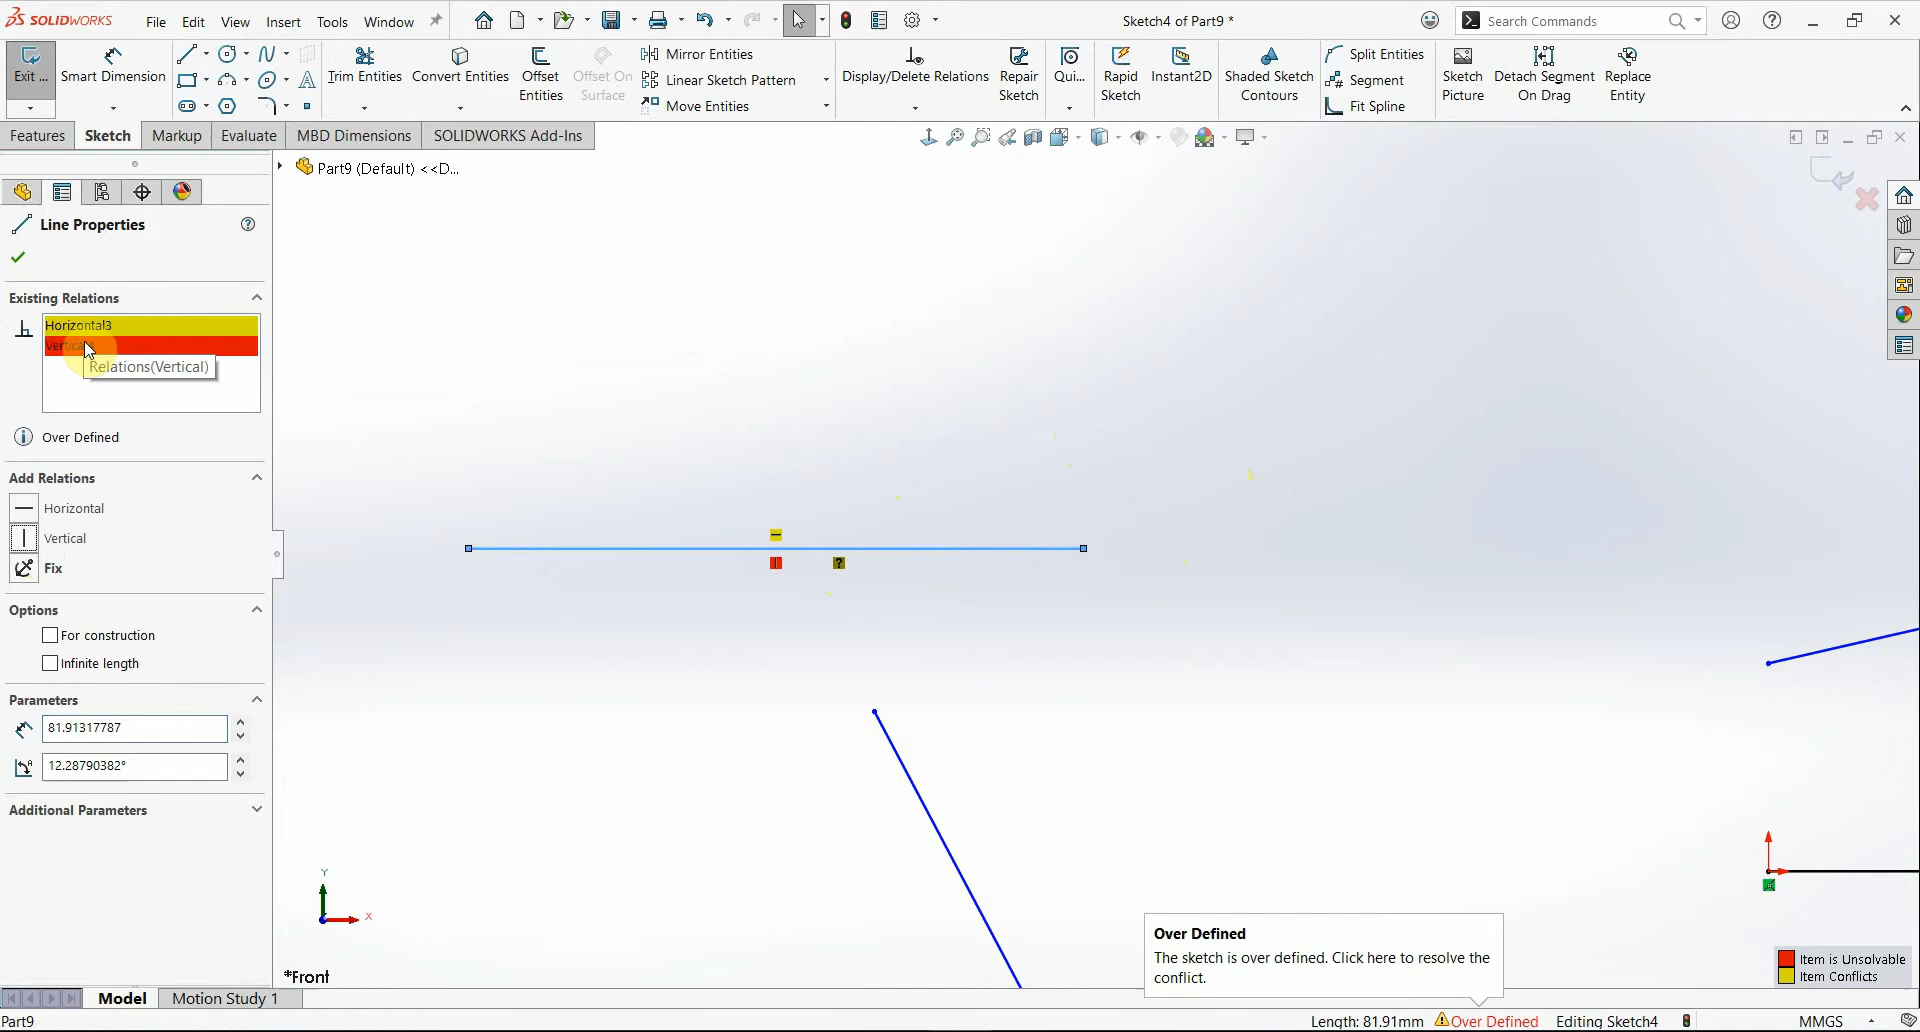 SOLIDWORKS
File Edit View Insert Tools Window
Sketch4 of Part9 *
Search Commands
Exit ...
Smart Dimension
Trim Entities
Convert Entities
Offset
Entities
Offset On
Surface
Mirror Entities
Linear Sketch Pattern
Move Entities
Display/Delete Relations
Repair
Sketch
Qui...
Rapid
Sketch
Instant2D
Shaded Sketch
Contours
Split Entities
Segment
Fit Spline
Sketch
Picture
Detach Segment
On Drag
Replace
Entity
Features Sketch Markup Evaluate MBD Dimensions SOLIDWORKS Add-Ins
Part9 (Default) <<D...
Line Properties
Existing Relations
Horizontal3
Relations(Vertical)
Over Defined
Add Relations
Horizontal
Vertical
Fix
Options
For construction
Infinite length
Parameters
81.91317787
12.28790382°
Additional Parameters
?
Y
X
*Front
Over Defined
The sketch is over defined. Click here to resolve the
conflict.
Item is Unsolvable
Item Conflicts
Model Motion Study 1
Part9
Length: 81.91mm Over Defined Editing Sketch4 MMGS